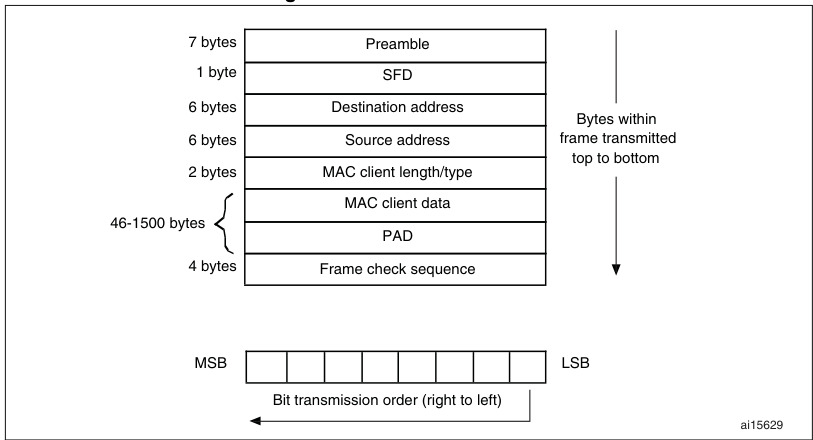 7 bytes Preamble
1 byte SFD
6 bytes Destination address
6 bytes Source address
2 bytes MAC client length/type
MAC client data
46-1500 bytes
PAD
4 bytes Frame check sequence
Bytes within
frame transmitted
top to bottom
MSB LSB
Bit transmission order (right to left)
ai15629